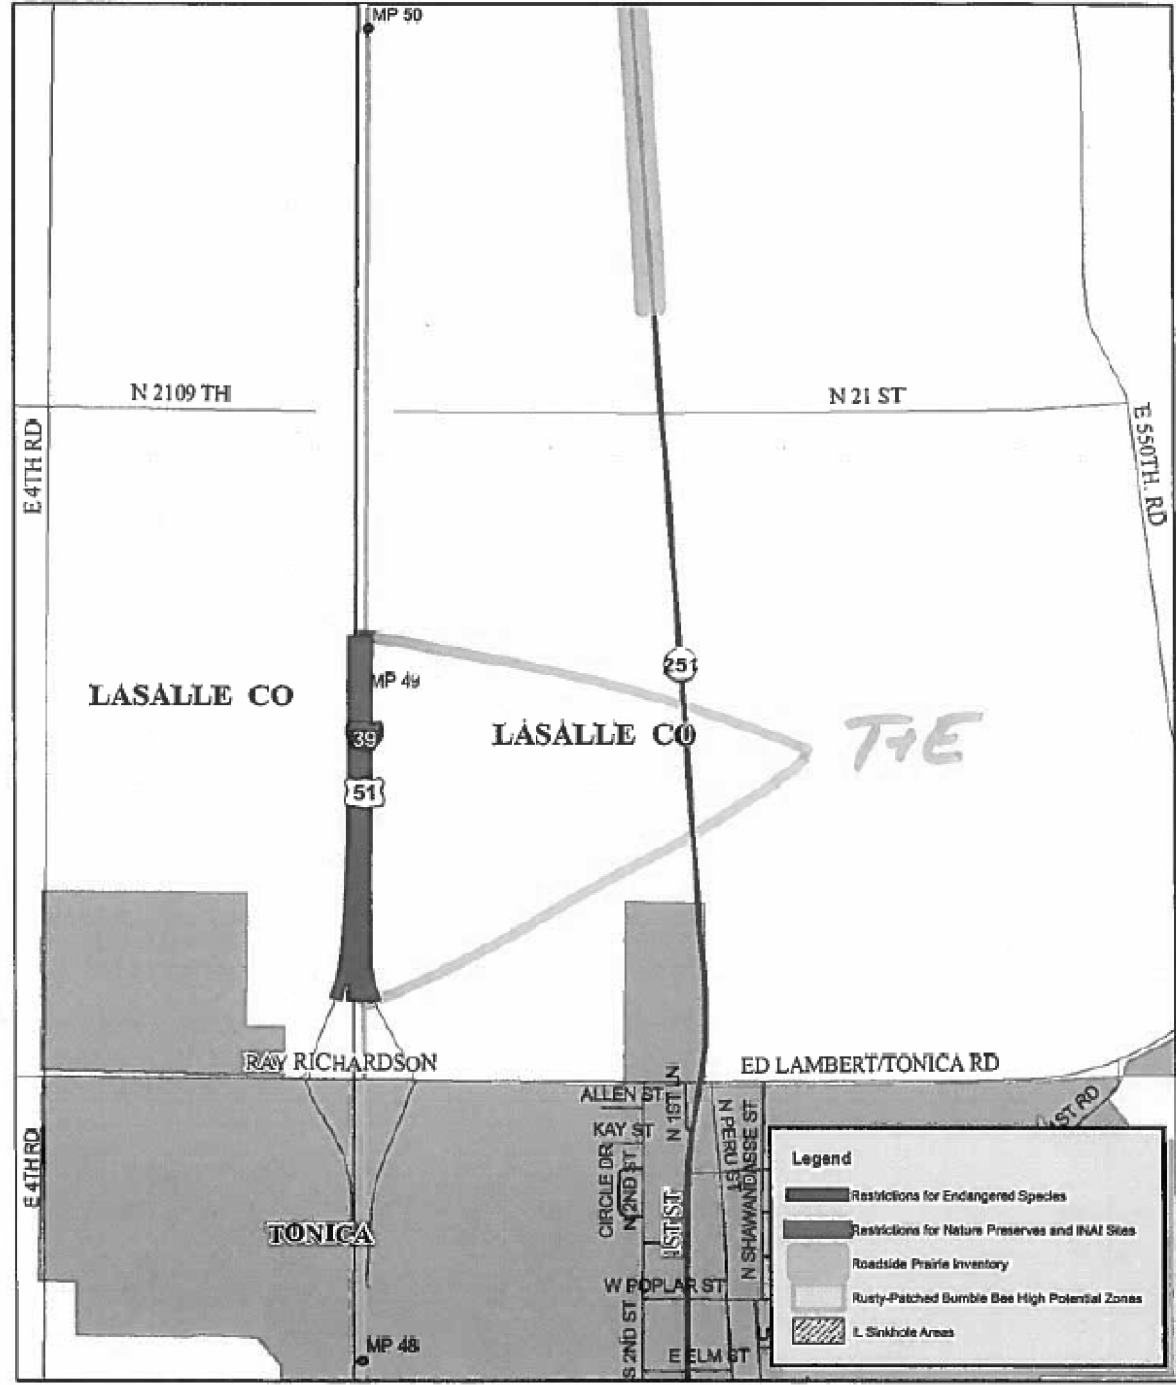 MP 50
N 2109 TH
N 21 ST
E 4TH RD
E 550TH. RD
251
MP 49
LASALLE CO
39
LASALLE CO
T+E
51
RAY RICHARDSON
ED LAMBERT/TONICA RD
ALLEN ST
N 1ST LN
KAY ST
N PERU ST
N SHAWANDASSE ST
AST RD
E 4TH RD
CIRCLE DR
N 2ND ST
1ST ST
TONICA
W POPLAR ST
MP 48
S 2ND ST
E ELM ST
Legend
Restrictions for Endangered Species
Restrictions for Nature Preserves and INAI Sites
Roadside Prairie Inventory
Rusty-Patched Bumble Bee High Potential Zones
IL Sinkhole Areas